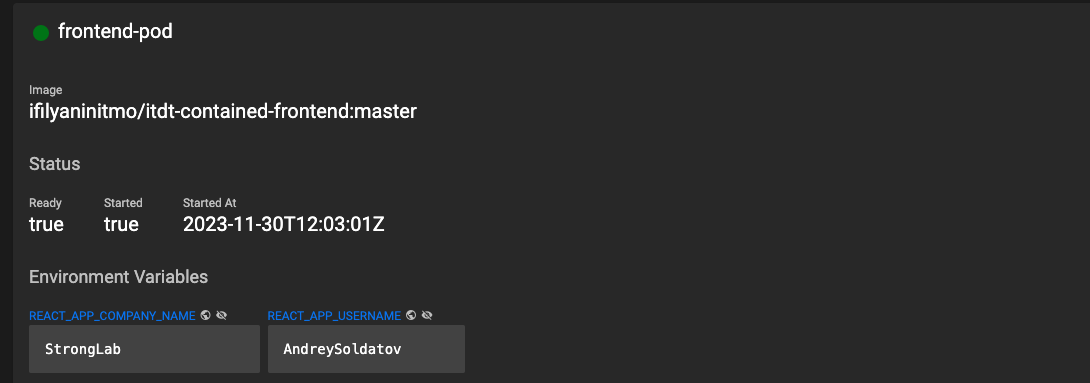 frontend-pod
Image
ifilyaninitmo/itdt-contained-frontend:master
Status
Ready Started Started At
true true 2023-11-30T12:03:01Z
Environment Variables
REACT_APP_COMPANY_NAME REACT_APP_USERNAME
StrongLab AndreySoldatov